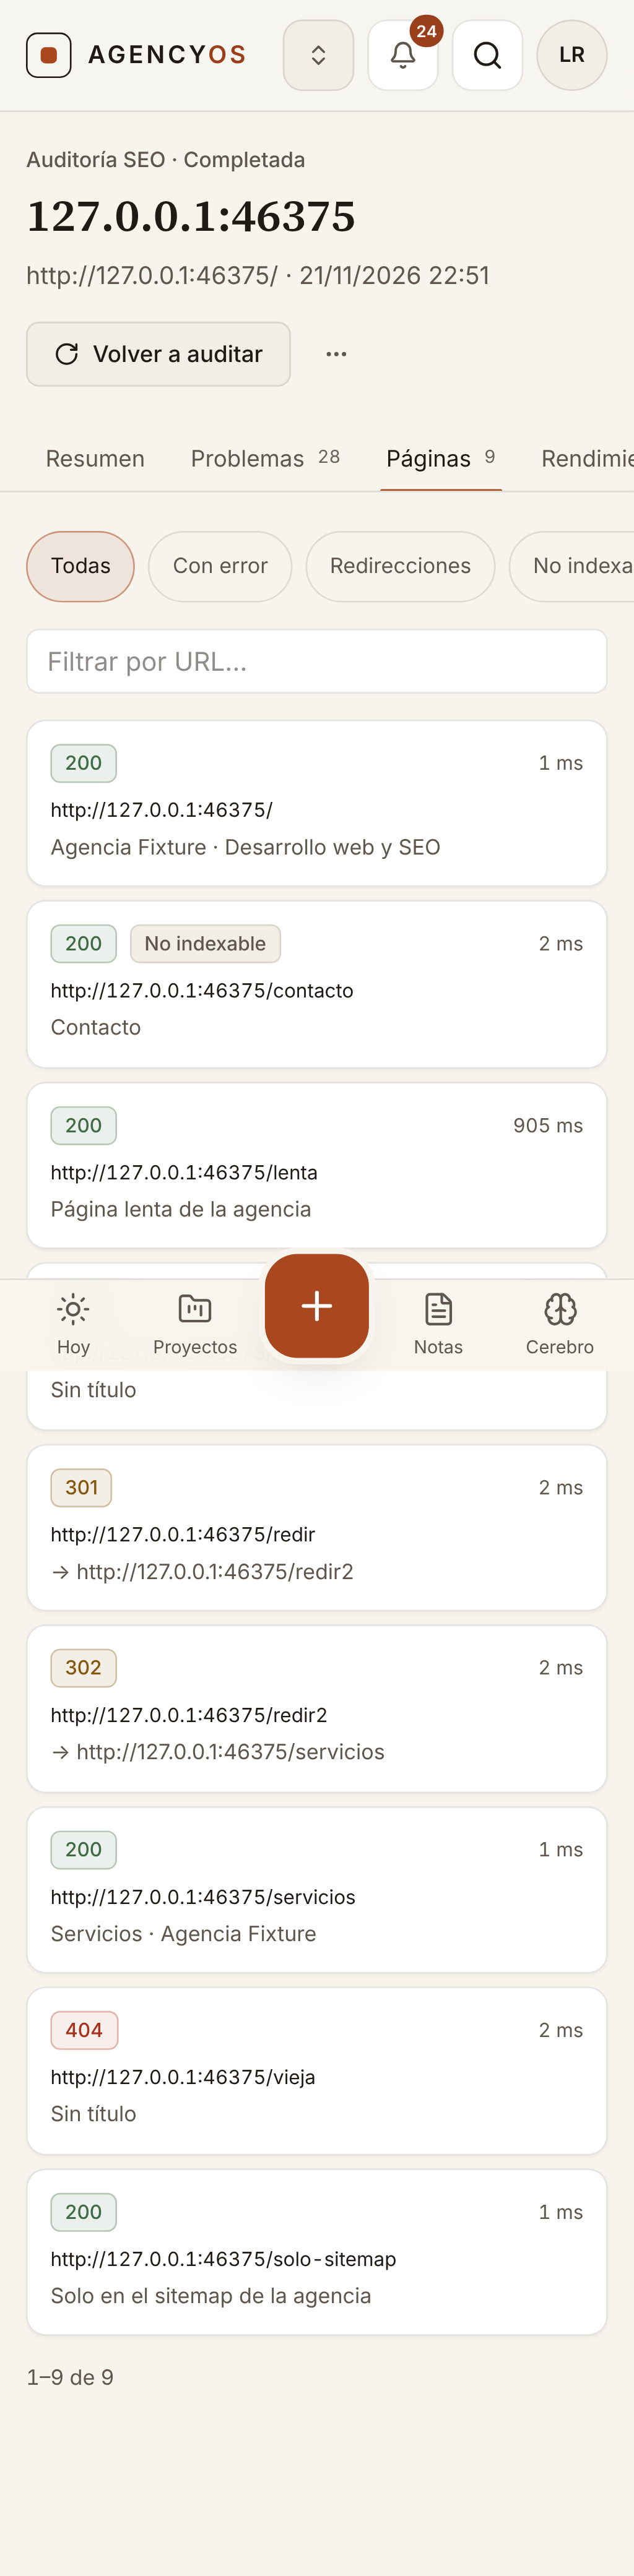 AGENCYOS
24
LR
Auditoría SEO · Completada
127.0.0.1:46375
http://127.0.0.1:46375/ · 21/11/2026 22:51
Volver a auditar
Resumen
Problemas 28
Páginas 9
Rendimie
Todas
Con error
Redirecciones
No indexa
Filtrar por URL...
200 1 ms
http://127.0.0.1:46375/
Agencia Fixture · Desarrollo web y SEO
200 No indexable 2 ms
http://127.0.0.1:46375/contacto
Contacto
200 905 ms
http://127.0.0.1:46375/lenta
Página lenta de la agencia
Hoy
Proyectos
Notas
Cerebro
Sin título
301 2 ms
http://127.0.0.1:46375/redir
→ http://127.0.0.1:46375/redir2
302 2 ms
http://127.0.0.1:46375/redir2
→ http://127.0.0.1:46375/servicios
200 1 ms
http://127.0.0.1:46375/servicios
Servicios · Agencia Fixture
404 2 ms
http://127.0.0.1:46375/vieja
Sin título
200 1 ms
http://127.0.0.1:46375/solo-sitemap
Solo en el sitemap de la agencia
1–9 de 9